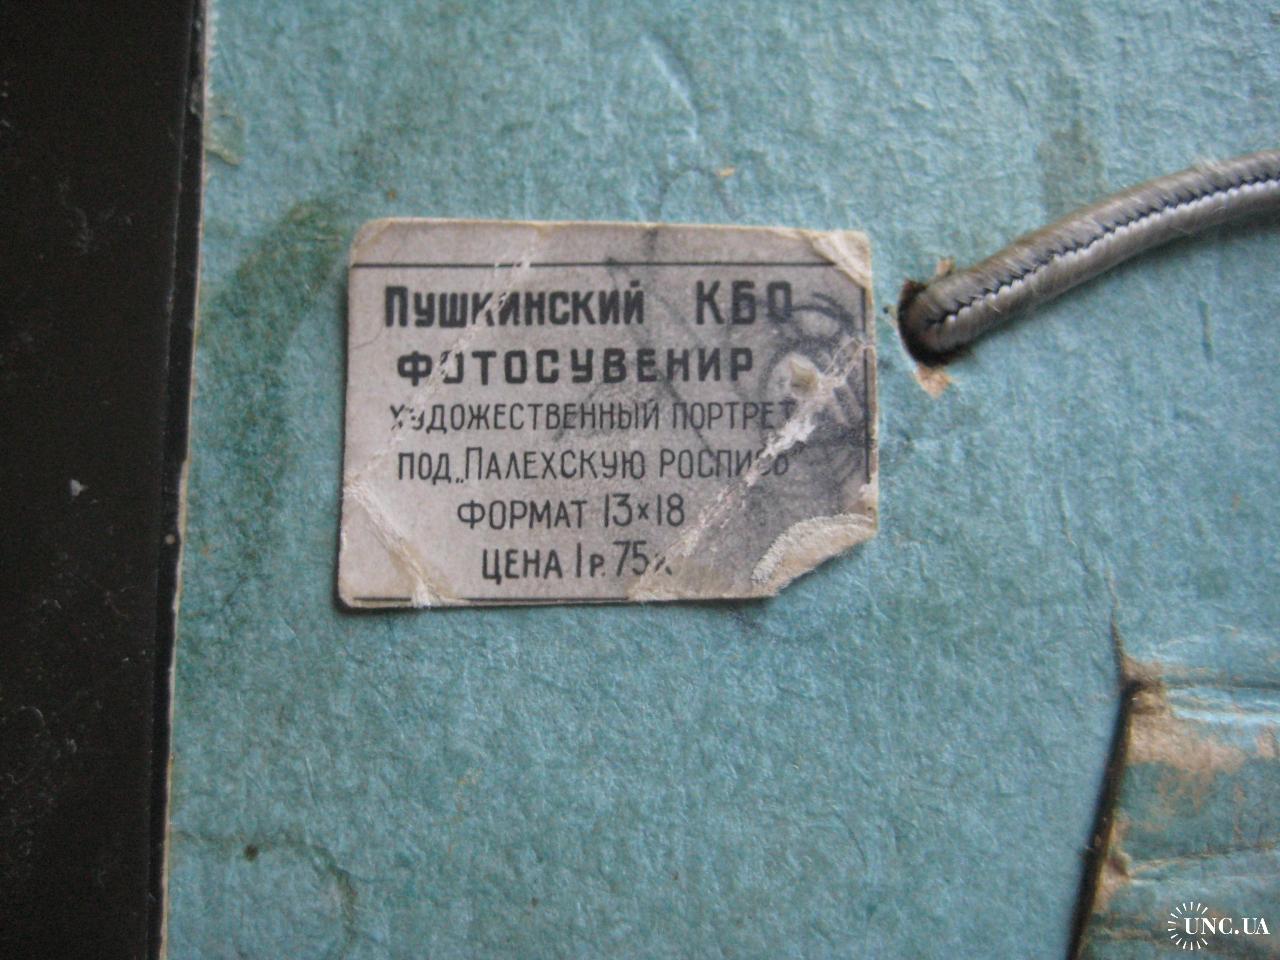 Пушкинский КБО
ФОТОСУВЕНИР
ХУДОЖЕСТВЕННЫЙ ПОРТРЕТ
ПОД „ПАЛЕХСКУЮ РОСПИСЬ"
ФОРМАТ 13×18
ЦЕНА 1р. 75к
UNC.UA